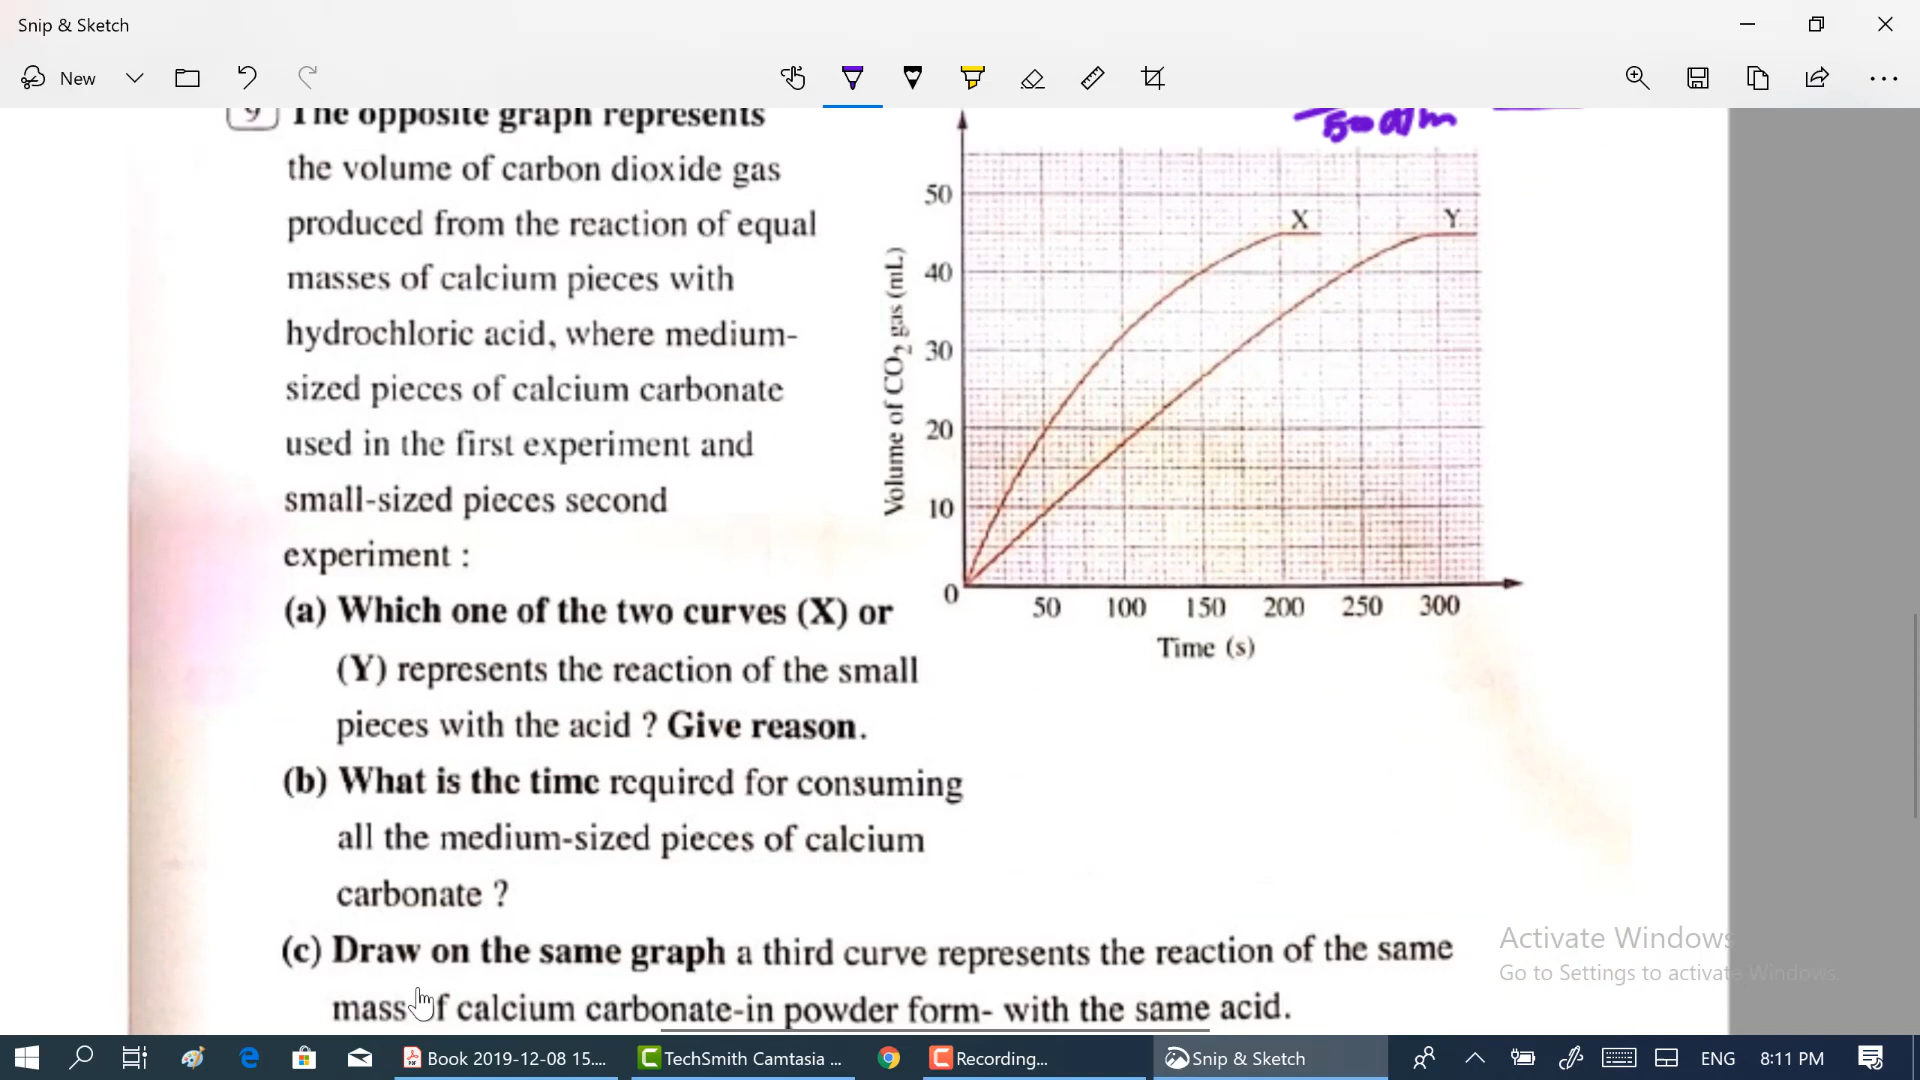 Snip & Sketch
New
500 d/m
9 The opposite graph represents
the volume of carbon dioxide gas
produced from the reaction of equal
masses of calcium pieces with
hydrochloric acid, where medium-
sized pieces of calcium carbonate
used in the first experiment and
small-sized pieces second
experiment :
(a) Which one of the two curves (X) or
(Y) represents the reaction of the small
pieces with the acid ? Give reason.
(b) What is the time required for consuming
all the medium-sized pieces of calcium
carbonate ?
(c) Draw on the same graph a third curve represents the reaction of the same
mass of calcium carbonate-in powder form- with the same acid.
Volume of CO2 gas (mL)
50
40
30
20
10
0
X
Y
50 100 150 200 250 300
Time (s)
Activate Windows
Go to Settings to activate Windows.
Book 2019-12-08 15....
TechSmith Camtasia ...
Recording...
Snip & Sketch
ENG
8:11 PM